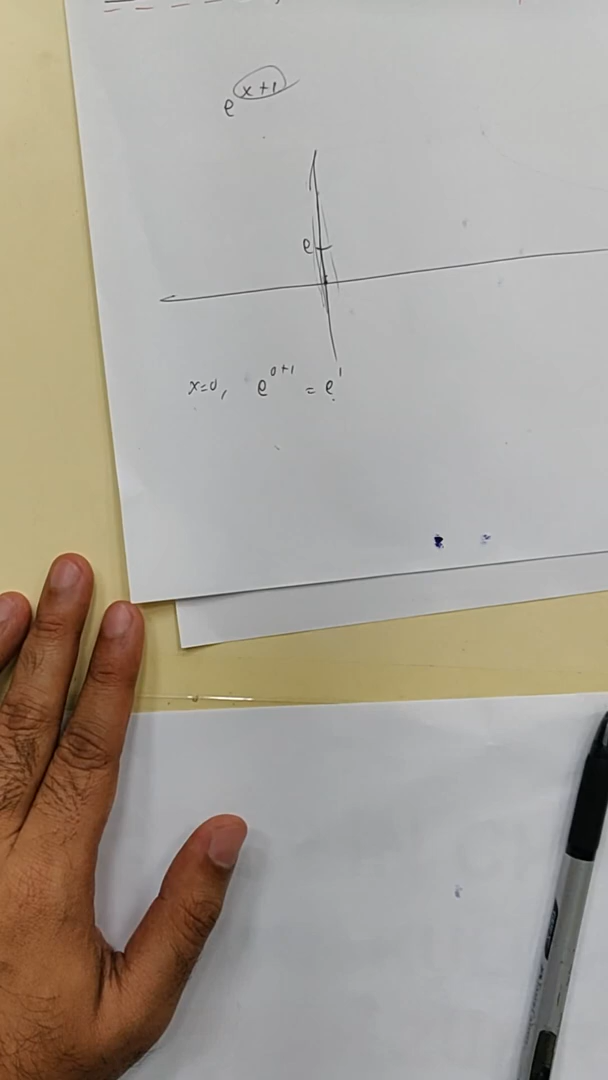 e^(x+1)
e
x=0, e^(0+1) = e^1